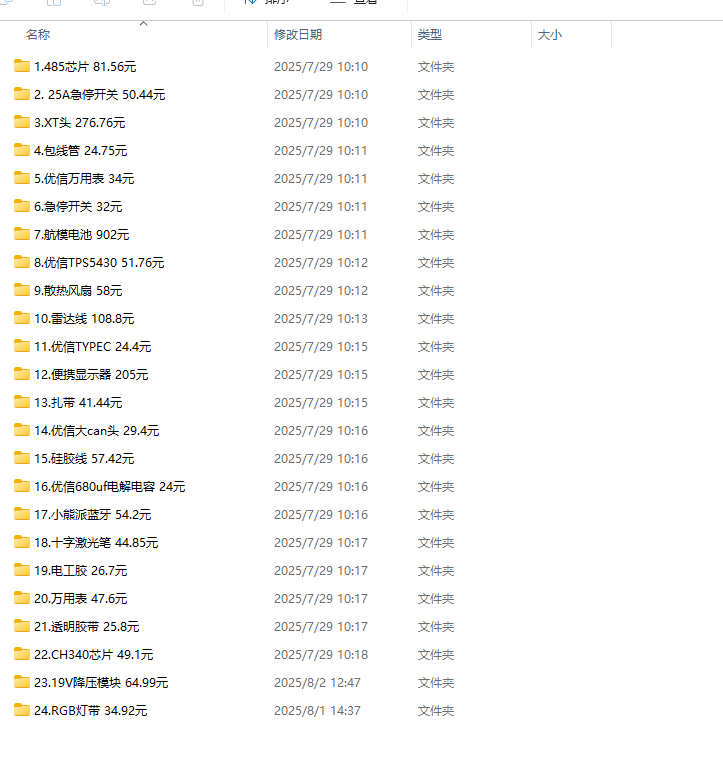 名称 修改日期 类型 大小
1.485芯片 81.56元 2025/7/29 10:10 文件夹
2. 25A急停开关 50.44元 2025/7/29 10:10 文件夹
3.XT头 276.76元 2025/7/29 10:10 文件夹
4.包线管 24.75元 2025/7/29 10:11 文件夹
5.优信万用表 34元 2025/7/29 10:11 文件夹
6.急停开关 32元 2025/7/29 10:11 文件夹
7.航模电池 902元 2025/7/29 10:11 文件夹
8.优信TPS5430 51.76元 2025/7/29 10:12 文件夹
9.散热风扇 58元 2025/7/29 10:12 文件夹
10.雷达线 108.8元 2025/7/29 10:13 文件夹
11.优信TYPEC 24.4元 2025/7/29 10:15 文件夹
12.便携显示器 205元 2025/7/29 10:15 文件夹
13.扎带 41.44元 2025/7/29 10:15 文件夹
14.优信大can头 29.4元 2025/7/29 10:16 文件夹
15.硅胶线 57.42元 2025/7/29 10:16 文件夹
16.优信680uf电解电容 24元 2025/7/29 10:16 文件夹
17.小熊派蓝牙 54.2元 2025/7/29 10:16 文件夹
18.十字激光笔 44.85元 2025/7/29 10:17 文件夹
19.电工胶 26.7元 2025/7/29 10:17 文件夹
20.万用表 47.6元 2025/7/29 10:17 文件夹
21.透明胶带 25.8元 2025/7/29 10:17 文件夹
22.CH340芯片 49.1元 2025/7/29 10:18 文件夹
23.19V降压模块 64.99元 2025/8/2 12:47 文件夹
24.RGB灯带 34.92元 2025/8/1 14:37 文件夹